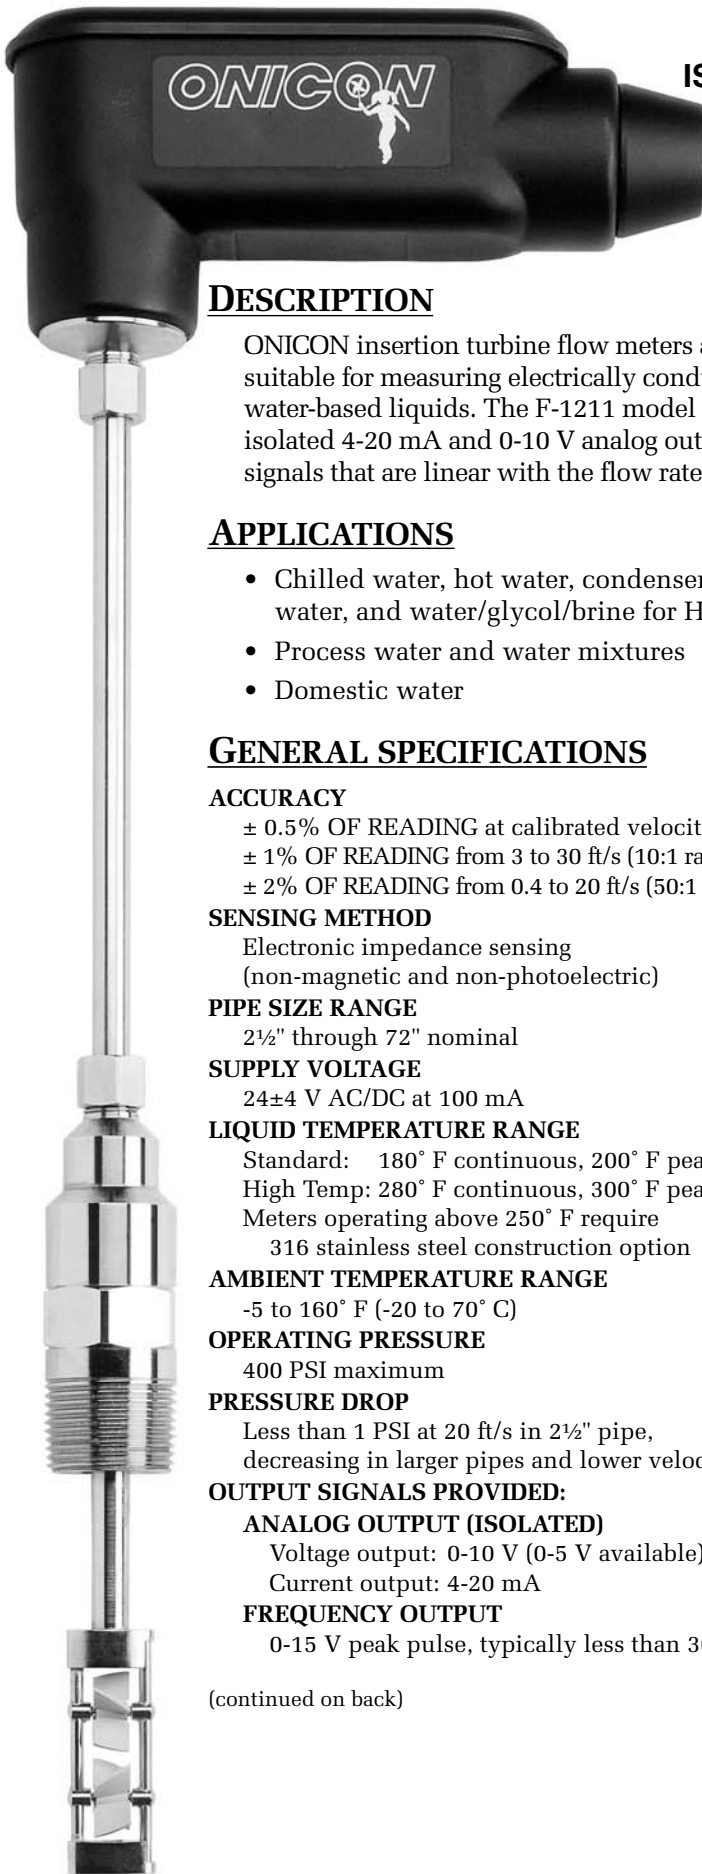 ONICON
IS
DESCRIPTION
ONICON insertion turbine flow meters a
suitable for measuring electrically cond
water-based liquids. The F-1211 model
isolated 4-20 mA and 0-10 V analog out
signals that are linear with the flow rate
APPLICATIONS
• Chilled water, hot water, condenser
water, and water/glycol/brine for H
• Process water and water mixtures
• Domestic water
GENERAL SPECIFICATIONS
ACCURACY
± 0.5% OF READING at calibrated velocit
± 1% OF READING from 3 to 30 ft/s (10:1 ra
± 2% OF READING from 0.4 to 20 ft/s (50:1
SENSING METHOD
Electronic impedance sensing
(non-magnetic and non-photoelectric)
PIPE SIZE RANGE
2½" through 72" nominal
SUPPLY VOLTAGE
24±4 V AC/DC at 100 mA
LIQUID TEMPERATURE RANGE
Standard: 180˚ F continuous, 200˚ F pea
High Temp: 280˚ F continuous, 300˚ F pea
Meters operating above 250˚ F require
316 stainless steel construction option
AMBIENT TEMPERATURE RANGE
-5 to 160˚ F (-20 to 70˚ C)
OPERATING PRESSURE
400 PSI maximum
PRESSURE DROP
Less than 1 PSI at 20 ft/s in 2½" pipe,
decreasing in larger pipes and lower veloc
OUTPUT SIGNALS PROVIDED:
ANALOG OUTPUT (ISOLATED)
Voltage output: 0-10 V (0-5 V available)
Current output: 4-20 mA
FREQUENCY OUTPUT
0-15 V peak pulse, typically less than 30
(continued on back)